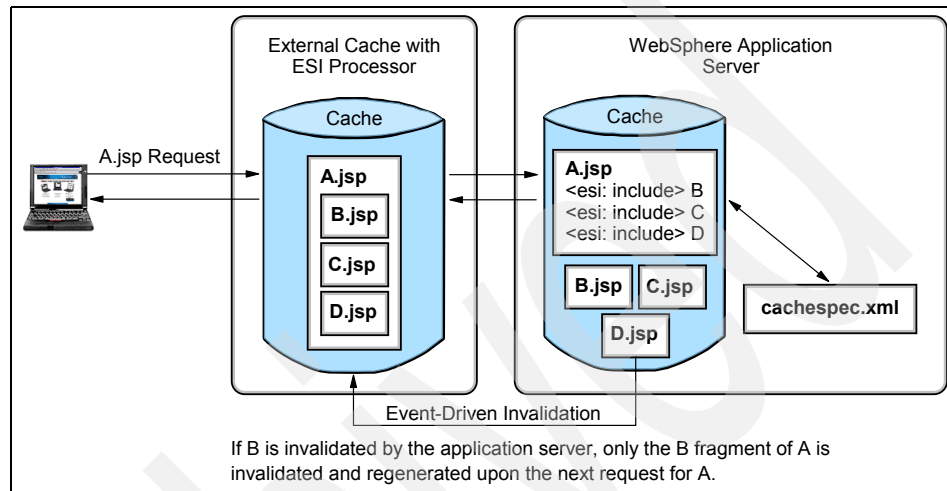 External Cache with
ESI Processor
WebSphere Application
Server
A.jsp Request
Cache
A.jsp
B.jsp
C.jsp
D.jsp
Cache
A.jsp
<esi: include> B
<esi: include> C
<esi: include> D
B.jsp
C.jsp
D.jsp
cachespec.xml
Event-Driven Invalidation
If B is invalidated by the application server, only the B fragment of A is
invalidated and regenerated upon the next request for A.